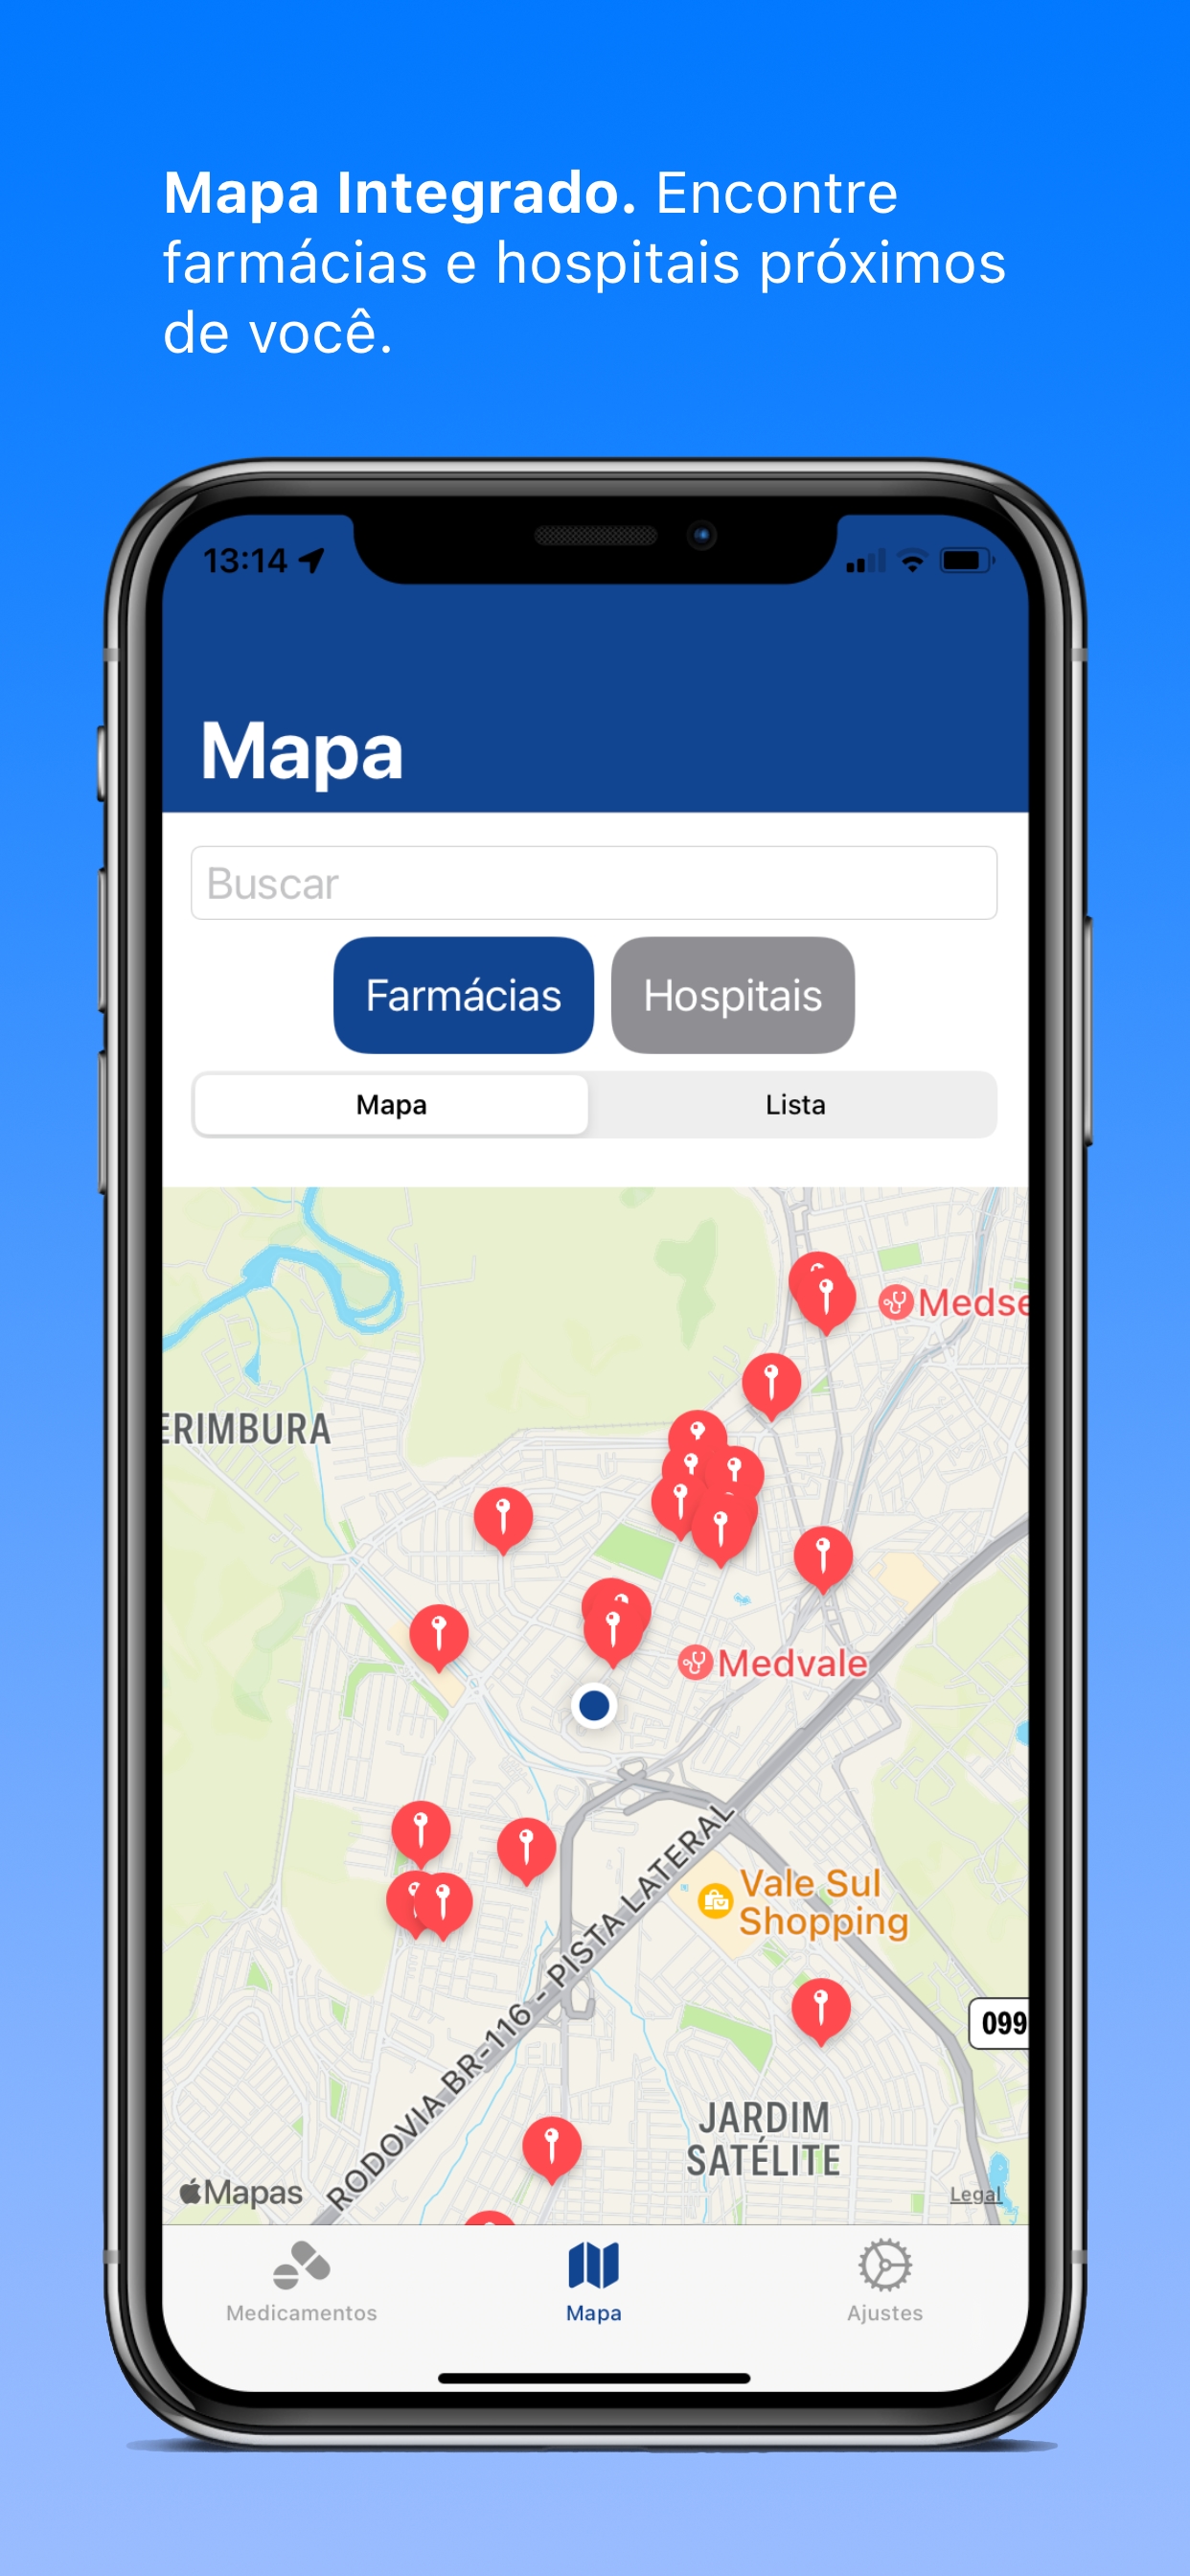 Mapa Integrado. Encontre
farmácias e hospitais próximos
de você.
13:14
Mapa
Buscar
Farmácias
Hospitais
Mapa
Lista
Medse
ERIMBURA
Medvale
RODOVIA BR-116 - PISTA LATERAL
Vale Sul
Shopping
099
JARDIM
SATÉLITE
Mapas
Legal
Medicamentos
Mapa
Ajustes